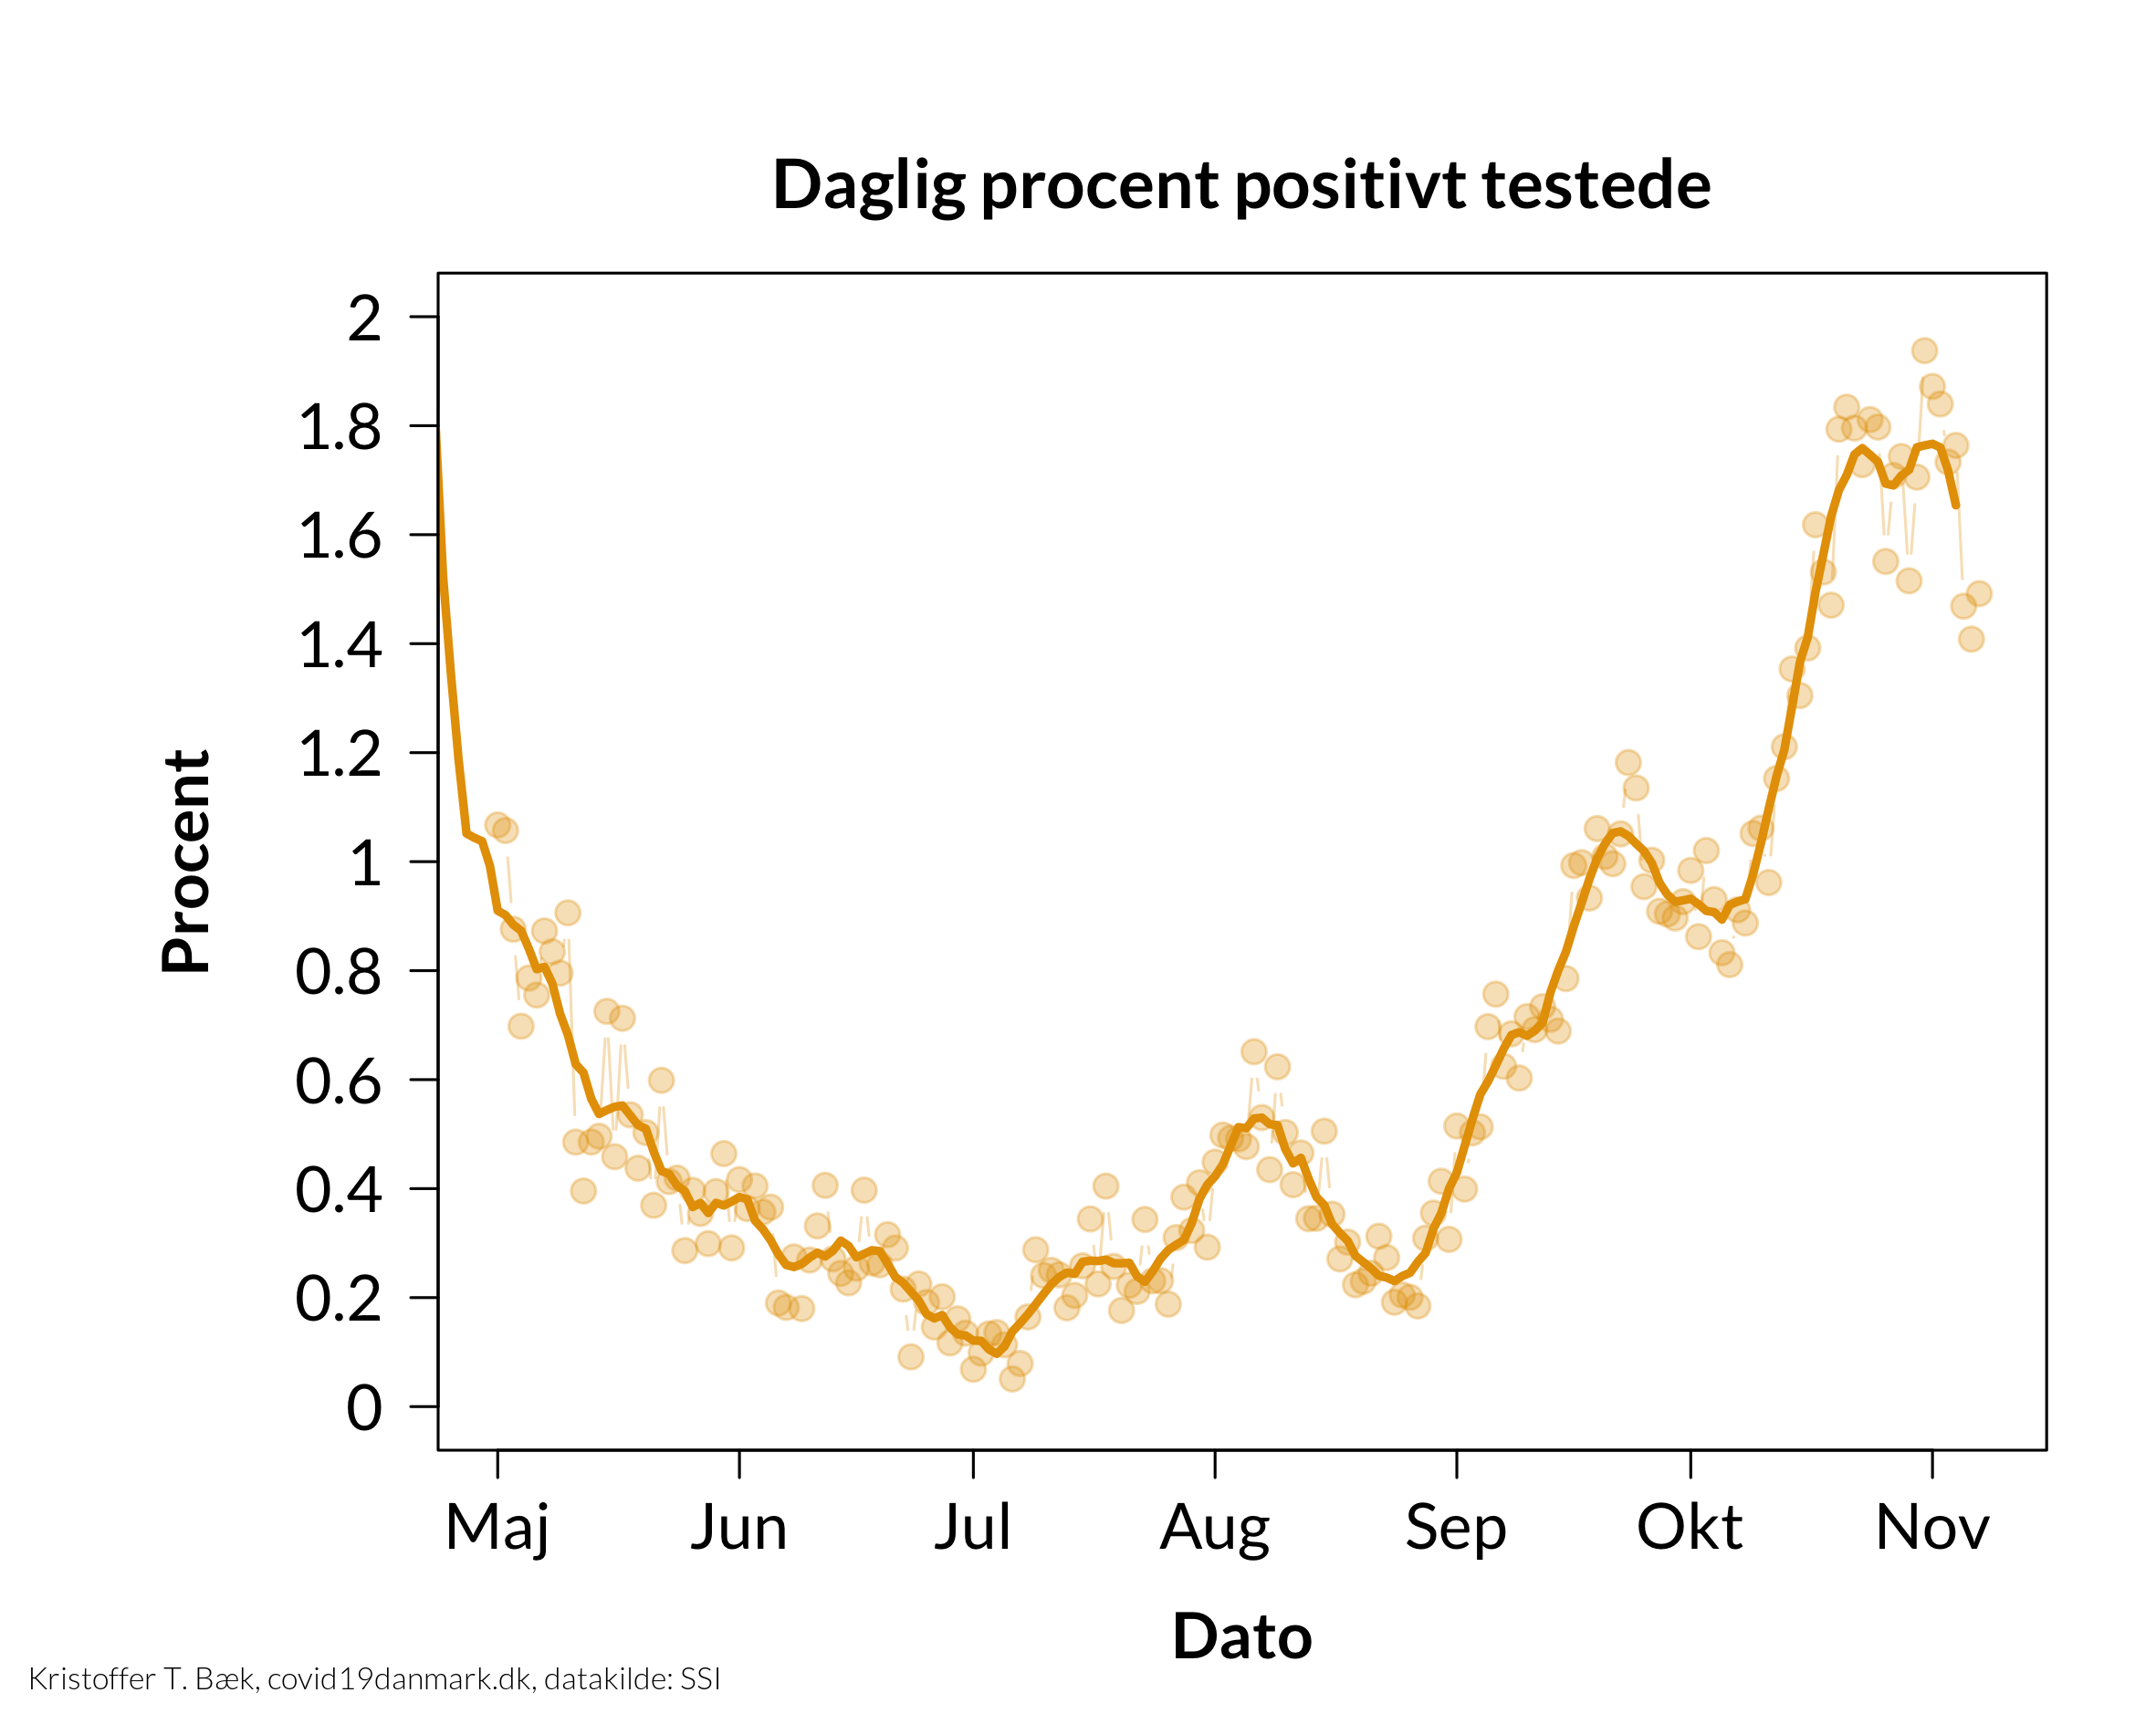 Daglig procent positivt testede
Procent
2
1.8
1.6
1.4
1.2
1
0.8
0.6
0.4
0.2
0
Maj Jun Jul Aug Sep Okt Nov
Dato
Kristoffer T. Bæk, covid19danmark.dk, datakilde: SSI